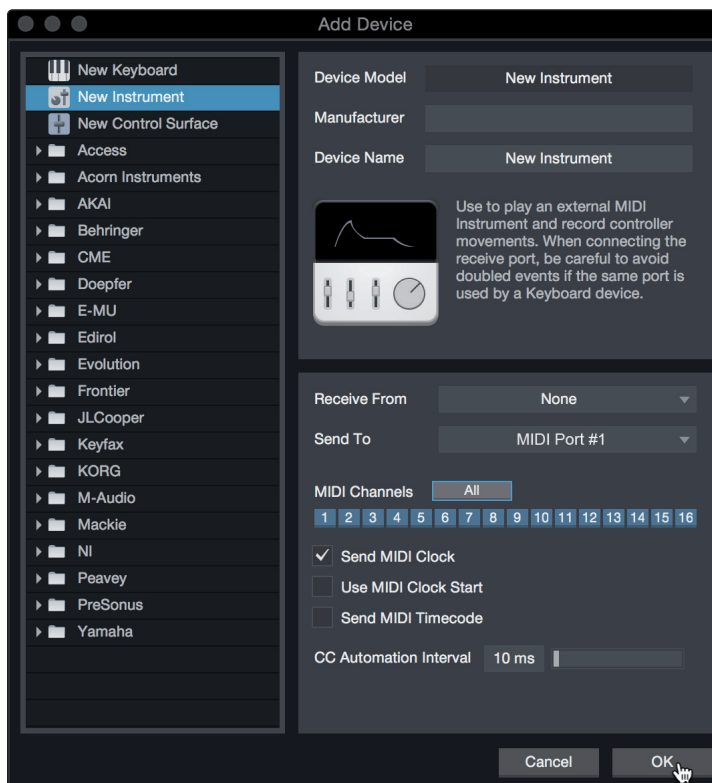 Add Device
New Keyboard
New Instrument
New Control Surface
Access
Acorn Instruments
AKAI
Behringer
CME
Doepfer
E-MU
Edirol
Evolution
Frontier
JLCooper
Keyfax
KORG
M-Audio
Mackie
NI
Peavey
PreSonus
Yamaha
Device Model New Instrument
Manufacturer
Device Name New Instrument
Use to play an external MIDI
Instrument and record controller
movements. When connecting the
receive port, be careful to avoid
doubled events if the same port is
used by a Keyboard device.
Receive From None
Send To MIDI Port #1
MIDI Channels All
1 2 3 4 5 6 7 8 9 10 11 12 13 14 15 16
Send MIDI Clock
Use MIDI Clock Start
Send MIDI Timecode
CC Automation Interval 10 ms
Cancel OK